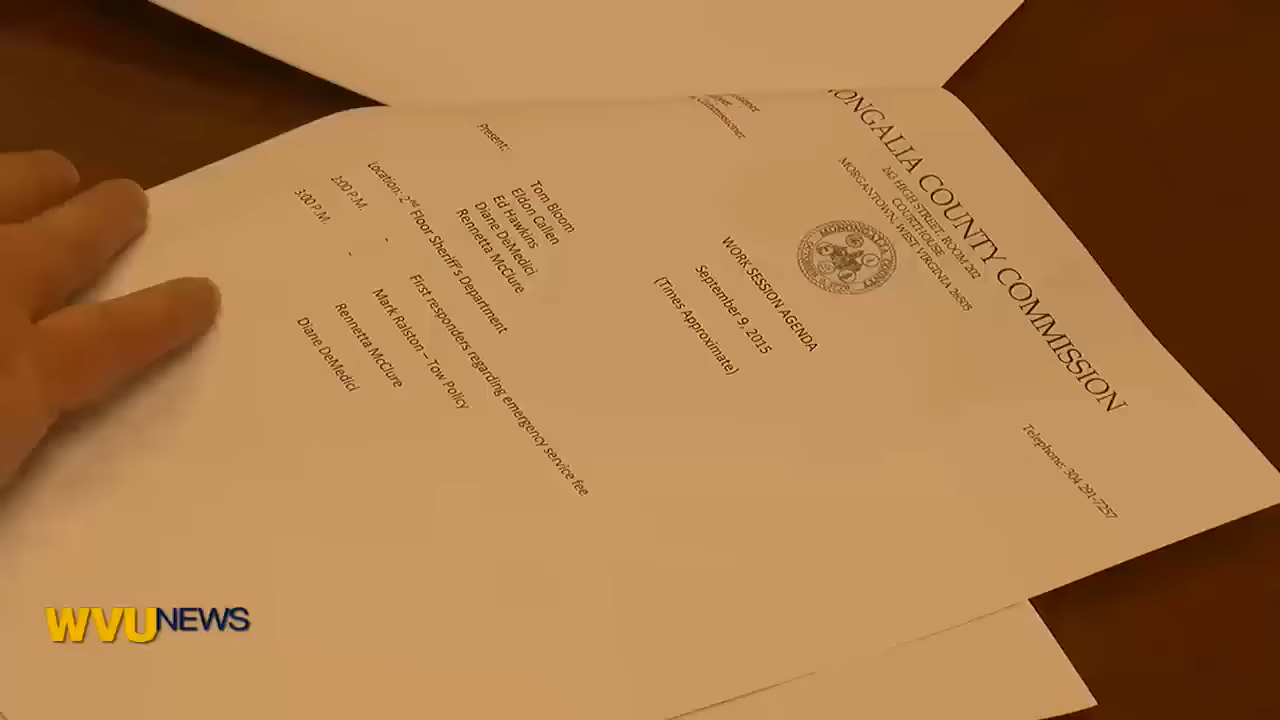 ONGALIA COUNTY COMMISSION
243 HIGH STREET, ROOM 202
COURTHOUSE
MORGANTOWN, WEST VIRGINIA 26505
Telephone: 304 291-7257
Commissioner
MONONGALIA
WORK SESSION AGENDA
September 9, 2015
(Times Approximate)
Present:
Tom Bloom
Eldon Callen
Ed Hawkins
Diane DeMedici
Rennetta McClure
Location: 2nd Floor Sheriff's Department
2:00 P.M. - First responders regarding emergency service fee
3:00 P.M. - Mark Ralston – Tow Policy
Rennetta McClure
Diane DeMedici
WVUNEWS